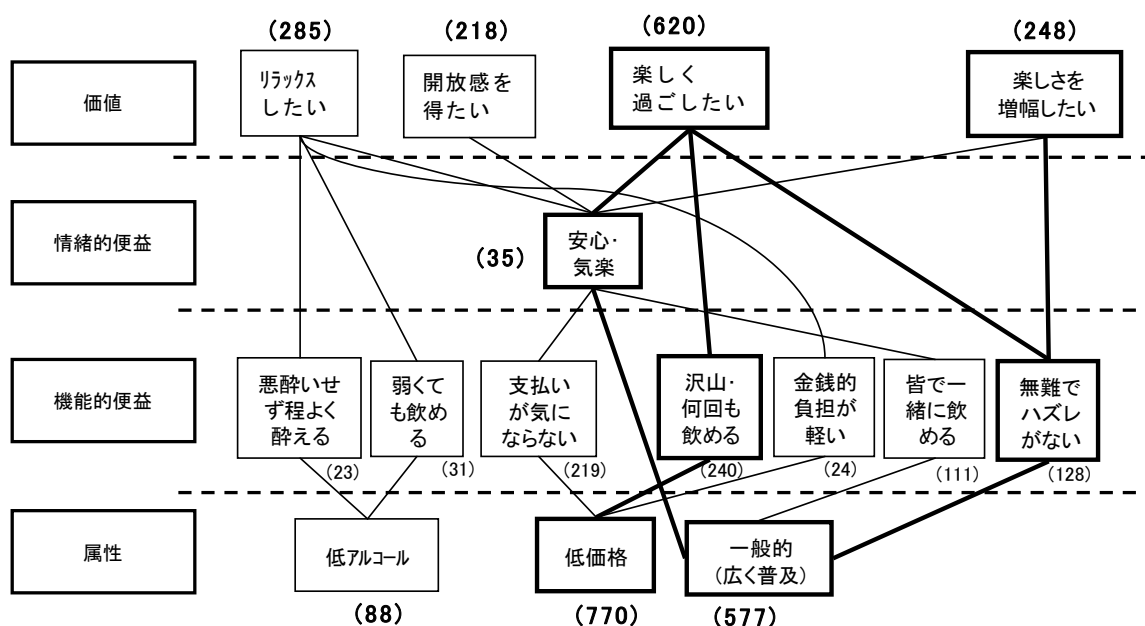 (285)
(218)
(620)
(248)
価値
ﾘﾗｯｸｽ
したい
開放感を
得たい
楽しく
過ごしたい
楽しさを
増幅したい
情緒的便益
(35)
安心・
気楽
機能的便益
悪酔いせ
ず程よく
酔える
(23)
弱くて
も飲め
る
(31)
支払い
が気に
ならない
(219)
沢山・
何回も
飲める
(240)
金銭的
負担が
軽い
(24)
皆で一
緒に飲
める
(111)
無難で
ハズレ
がない
(128)
属性
低ｱﾙｺｰﾙ
(88)
低価格
(770)
一般的
(広く普及)
(577)